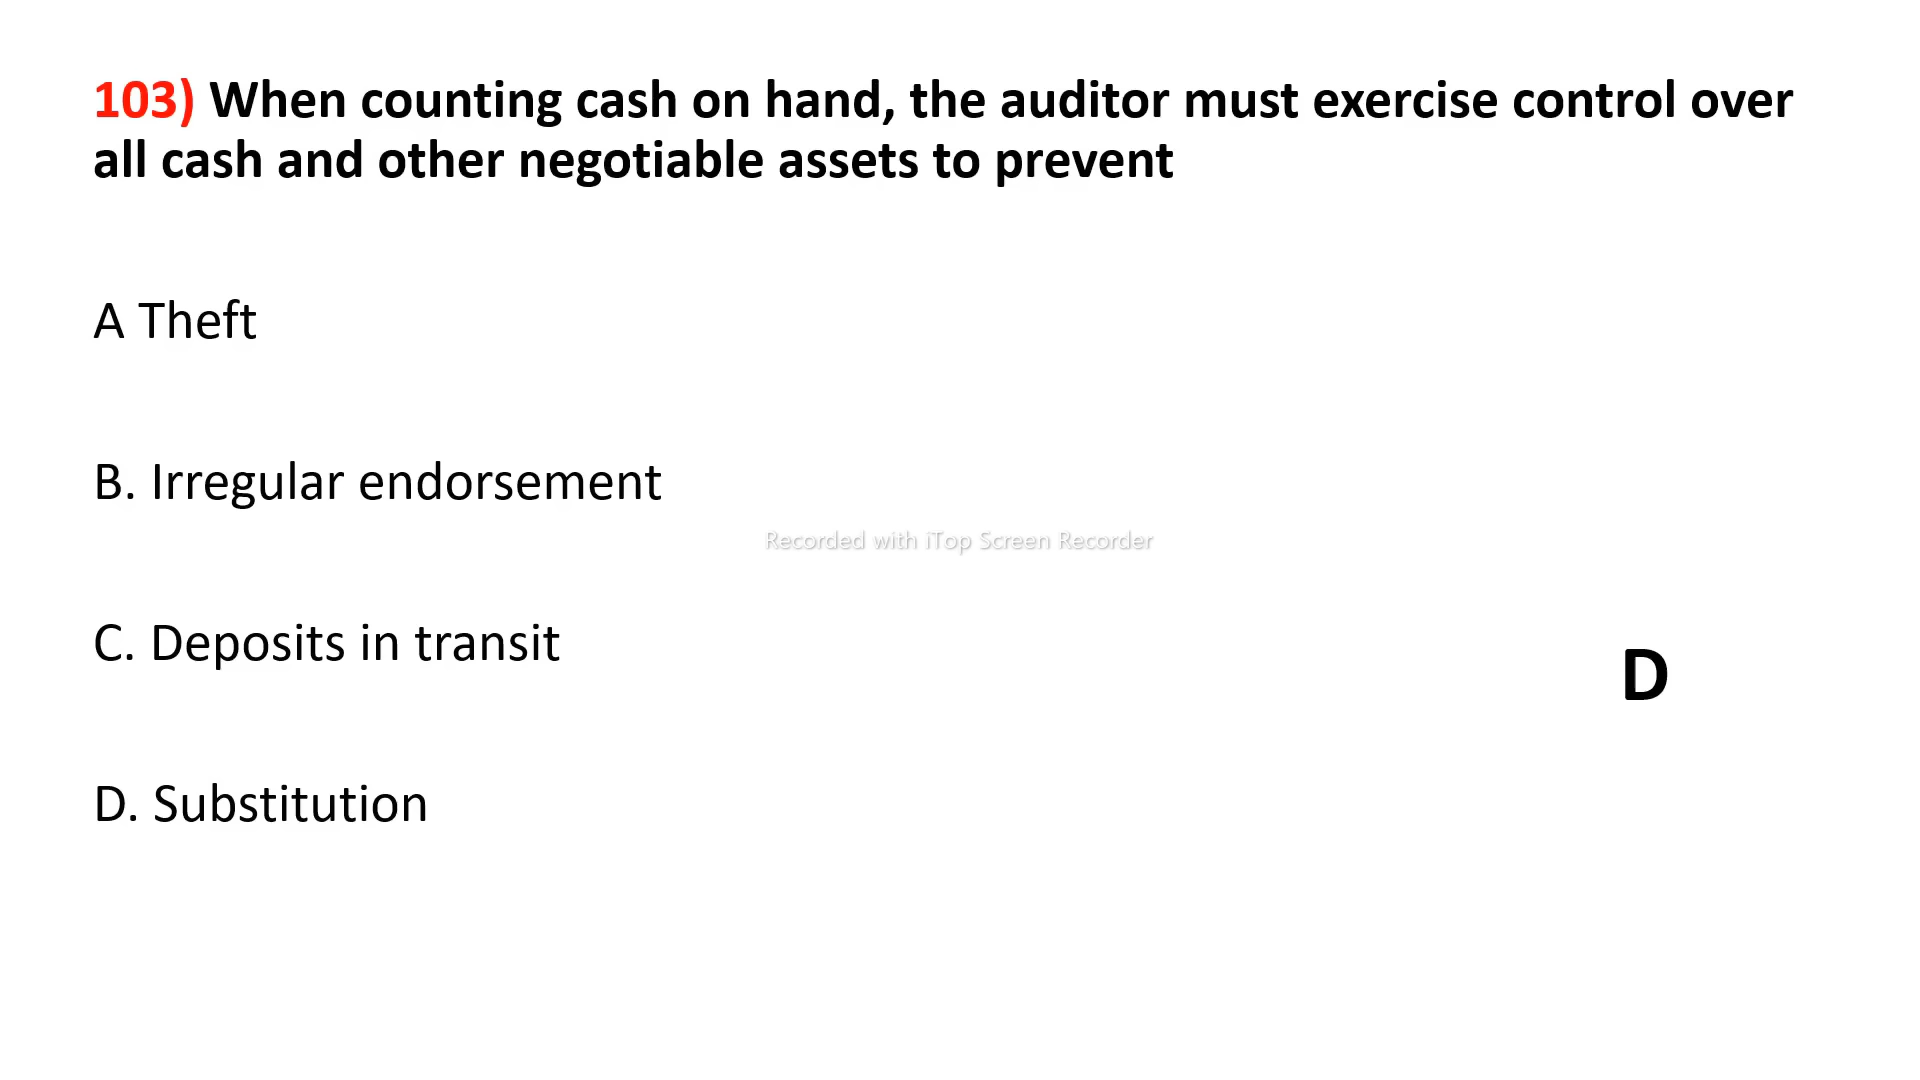 103) When counting cash on hand, the auditor must exercise control over
all cash and other negotiable assets to prevent
A Theft
B. Irregular endorsement
Recorded with iTop Screen Recorder
C. Deposits in transit
D
D. Substitution